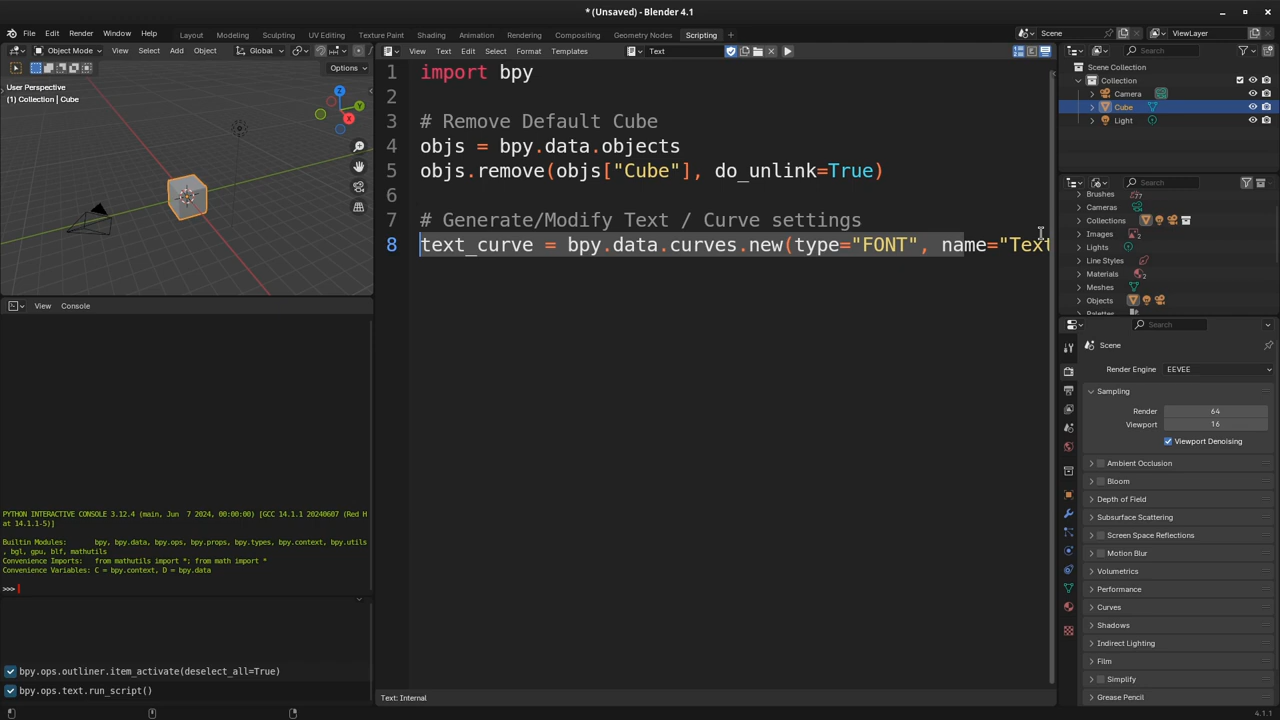 * (Unsaved) - Blender 4.1
File Edit Render Window Help
Layout Modeling Sculpting UV Editing Texture Paint Shading Animation Rendering Compositing Geometry Nodes Scripting +
Scene
ViewLayer
Object Mode View Select Add Object Global
Options
User Perspective
(1) Collection | Cube
Z
Y
X
View Console
PYTHON INTERACTIVE CONSOLE 3.12.4 (main, Jun  7 2024, 00:00:00) [GCC 14.1.1 20240607 (Red H
at 14.1.1-5)]
Builtin Modules:       bpy, bpy.data, bpy.ops, bpy.props, bpy.types, bpy.context, bpy.utils
, bgl, gpu, blf, mathutils
Convenience Imports:   from mathutils import *; from math import *
Convenience Variables: C = bpy.context, D = bpy.data
>>>
bpy.ops.outliner.item_activate(deselect_all=True)
bpy.ops.text.run_script()
View Text Edit Select Format Templates Text
1 import bpy
2
3 # Remove Default Cube
4 objs = bpy.data.objects
5 objs.remove(objs["Cube"], do_unlink=True)
6
7 # Generate/Modify Text / Curve settings
8 text_curve = bpy.data.curves.new(type="FONT", name="Text
Text: Internal
Search
Scene Collection
Collection
Camera
Cube
Light
Search
Brushes
Cameras
Collections
Images 2
Lights
Line Styles
Materials 2
Meshes
Objects
Palettes
Search
Scene
Render Engine EEVEE
Sampling
Render 64
Viewport 16
Viewport Denoising
Ambient Occlusion
Bloom
Depth of Field
Subsurface Scattering
Screen Space Reflections
Motion Blur
Volumetrics
Performance
Curves
Shadows
Indirect Lighting
Film
Simplify
Grease Pencil
4.1.1